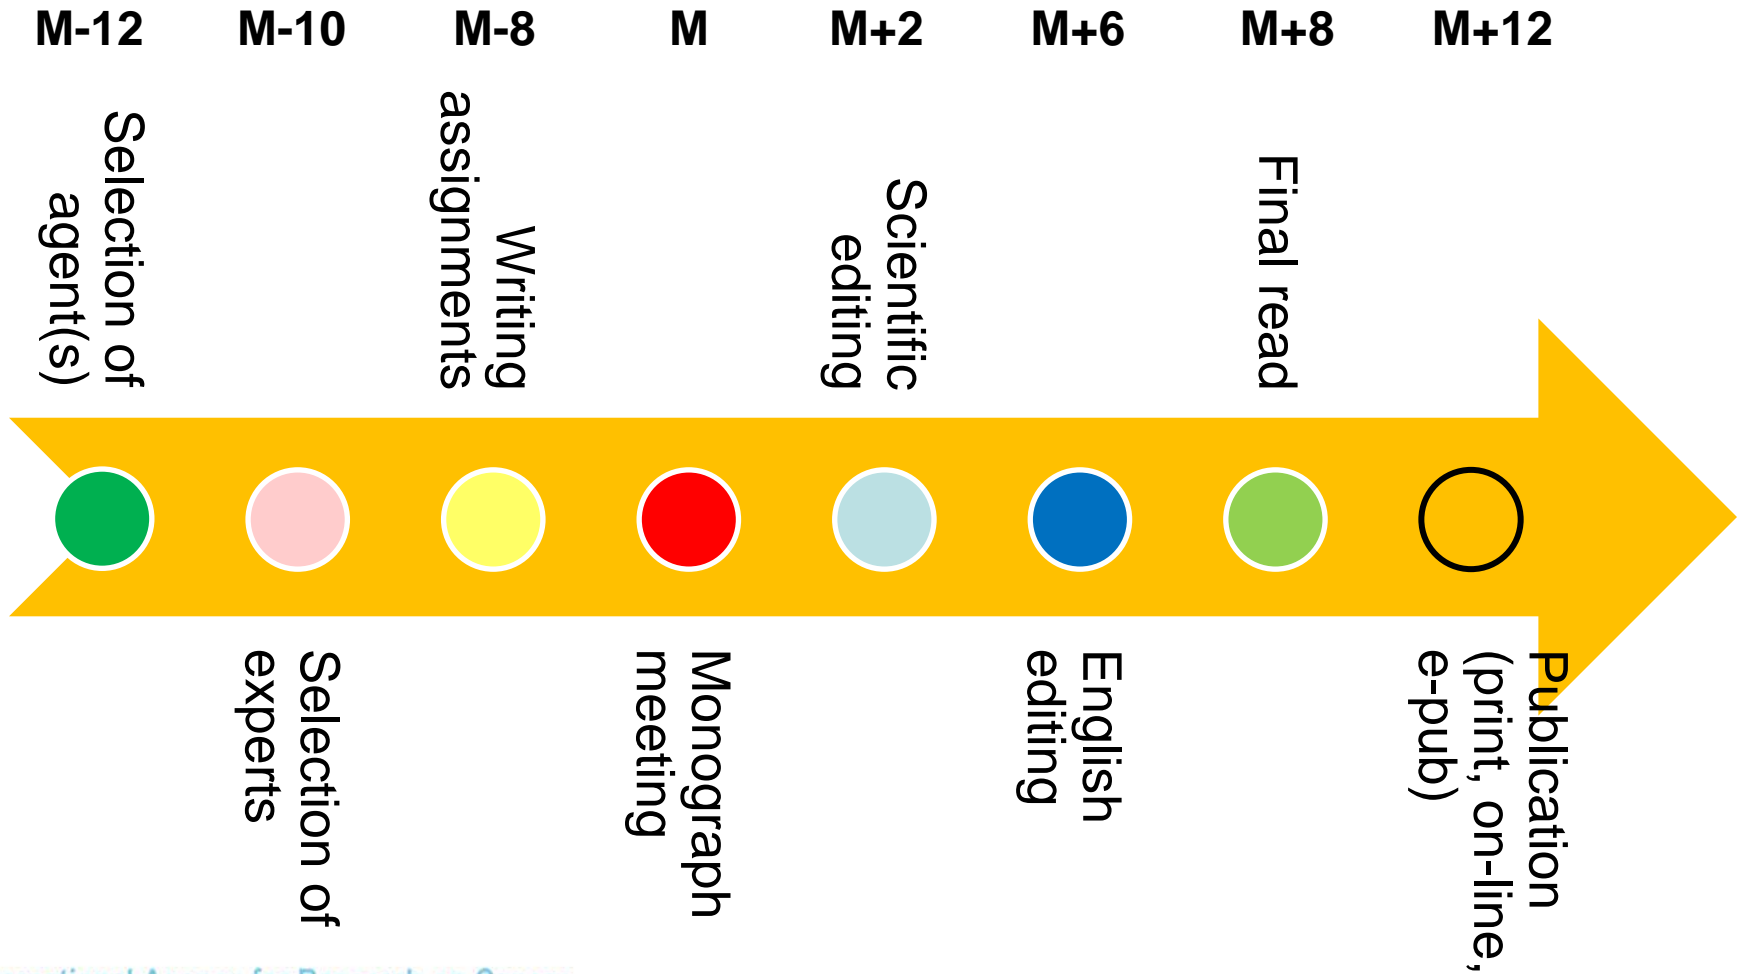 M-12 M-10 M-8 M M+2 M+6 M+8 M+12
Selection of
agent(s)
Writing
assignments
Scientific
editing
Final read
Selection of
experts
Monograph
meeting
English
editing
Publication
(print, on-line,
e-pub)